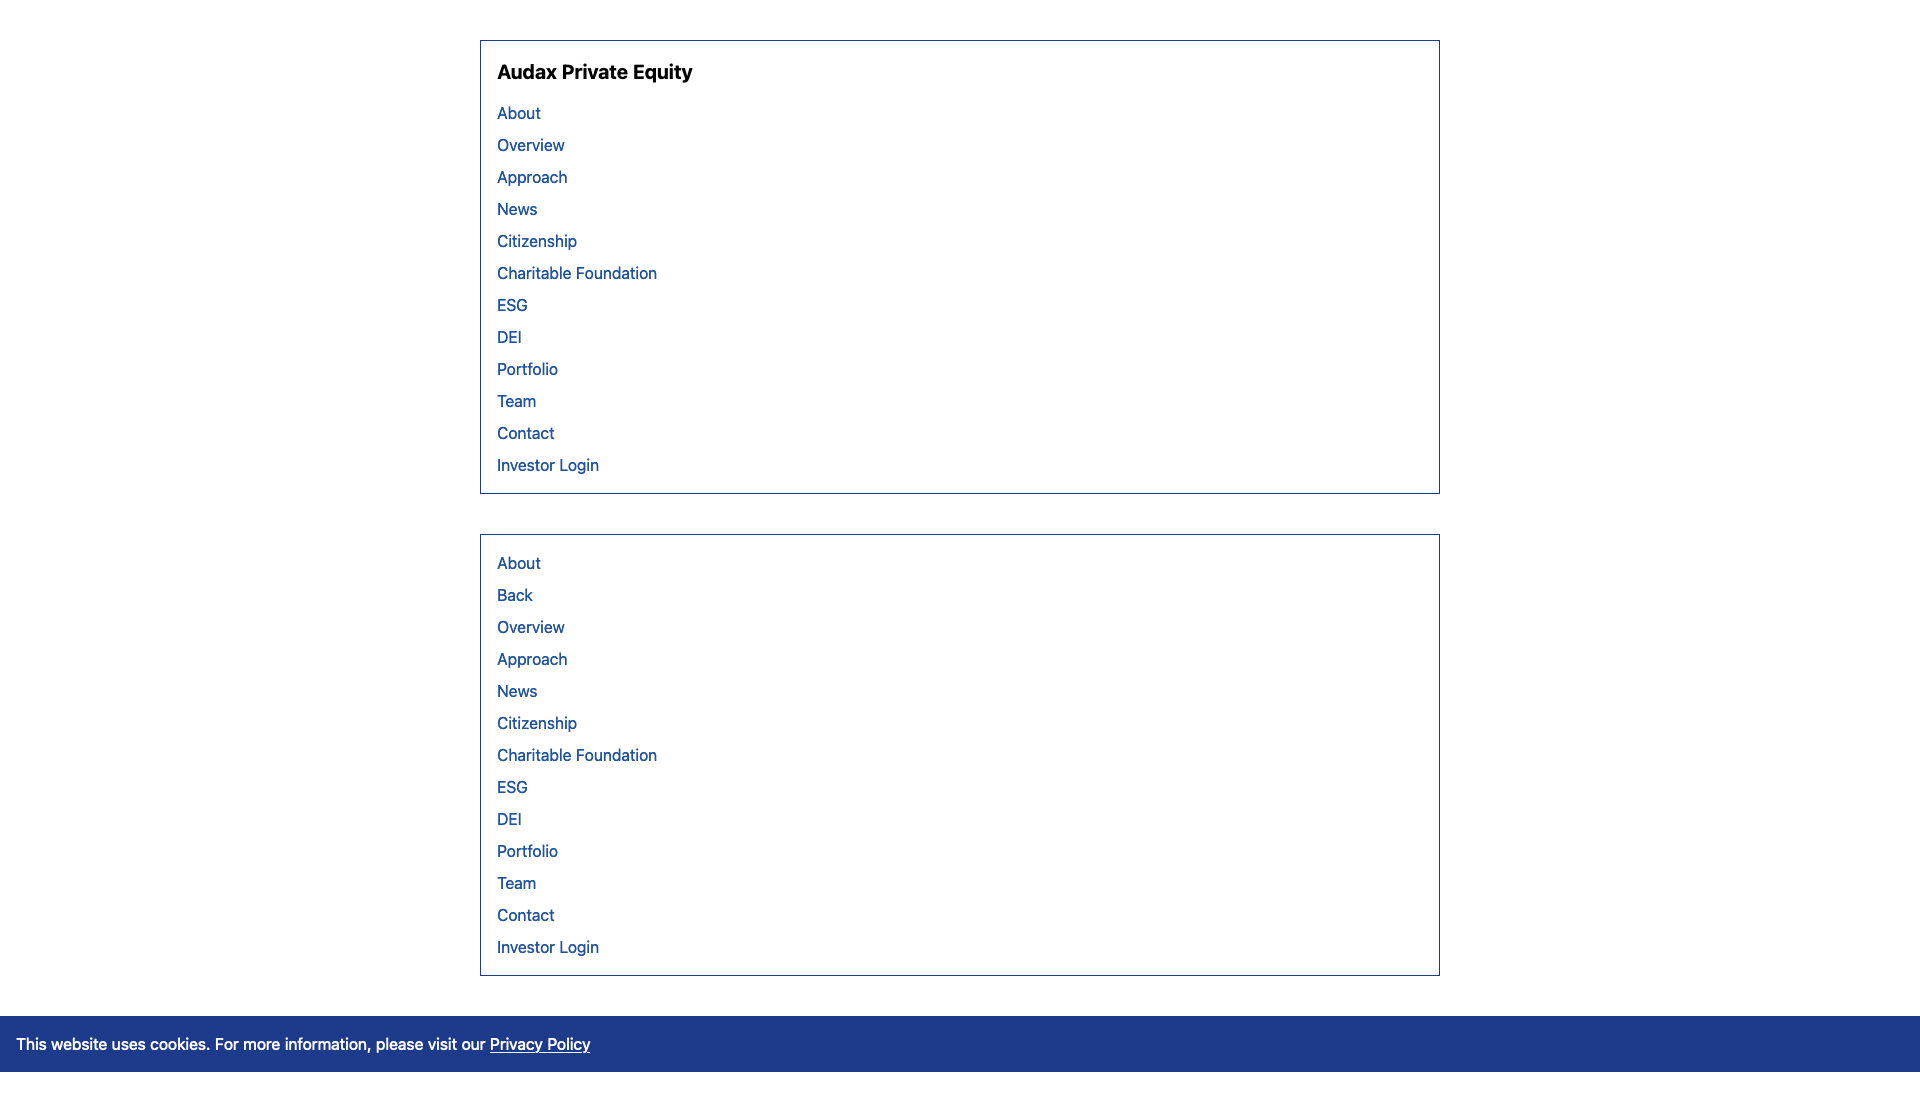 Audax Private Equity
About
Overview
Approach
News
Citizenship
Charitable Foundation
ESG
DEI
Portfolio
Team
Contact
Investor Login
About
Back
Overview
Approach
News
Citizenship
Charitable Foundation
ESG
DEI
Portfolio
Team
Contact
Investor Login
This website uses cookies. For more information, please visit our Privacy Policy